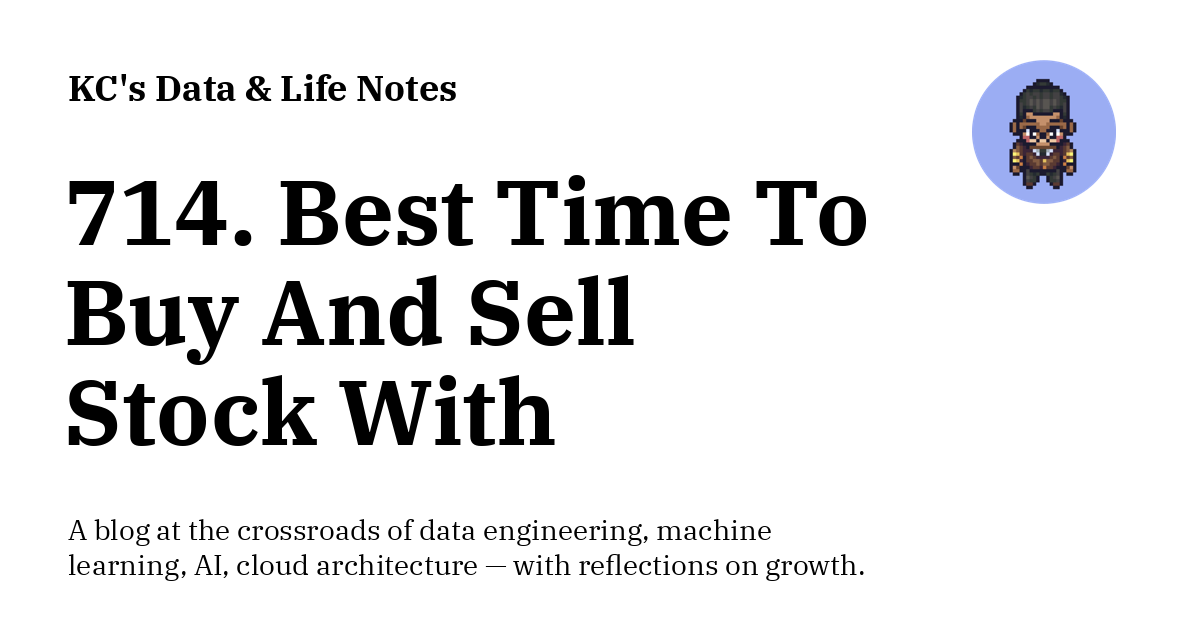 KC's Data & Life Notes
714. Best Time To
Buy And Sell
Stock With
A blog at the crossroads of data engineering, machine
learning, AI, cloud architecture — with reflections on growth.